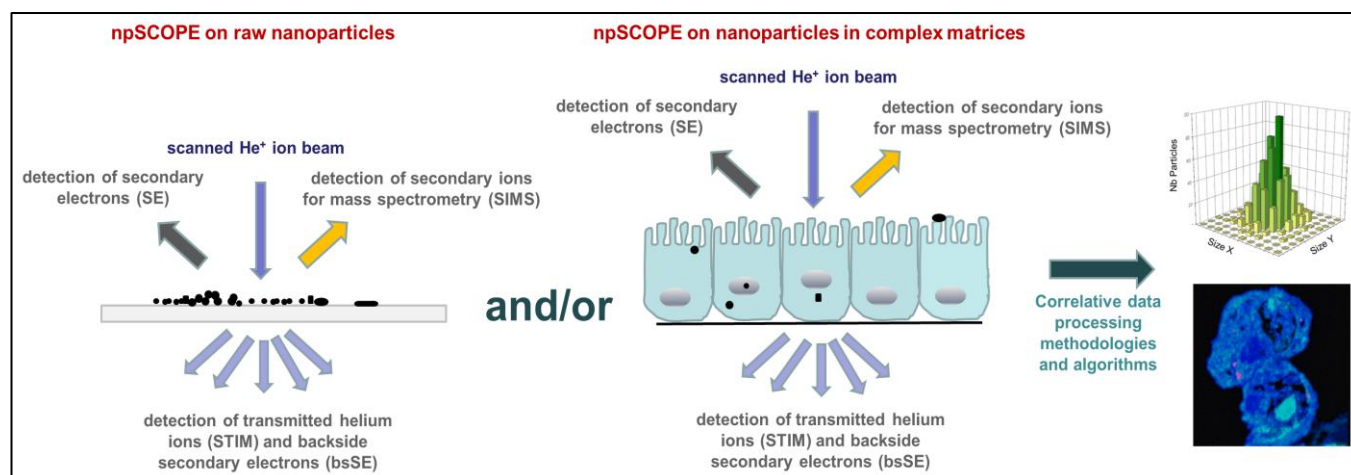 npSCOPE on raw nanoparticles
scanned He⁺ ion beam
detection of secondary
electrons (SE)
detection of secondary ions
for mass spectrometry (SIMS)
detection of transmitted helium
ions (STIM) and backside
secondary electrons (bsSE)
and/or
npSCOPE on nanoparticles in complex matrices
scanned He⁺ ion beam
detection of secondary
electrons (SE)
detection of secondary ions
for mass spectrometry (SIMS)
detection of transmitted helium
ions (STIM) and backside
secondary electrons (bsSE)
Correlative data
processing
methodologies
and algorithms
Nb Particles
Size X
Size Y